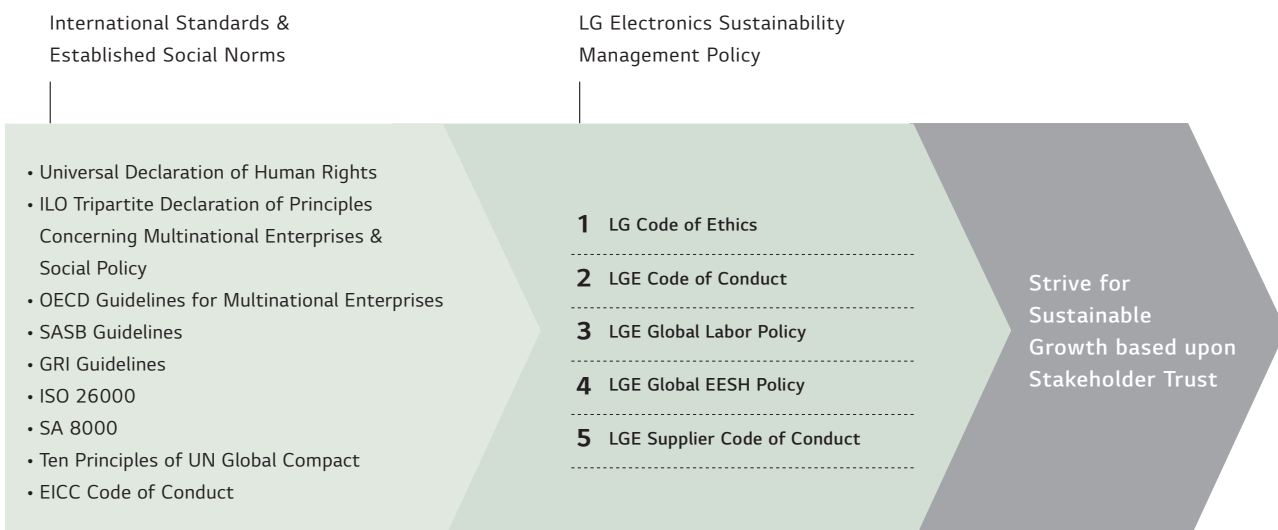 International Standards &
Established Social Norms
LG Electronics Sustainability
Management Policy
• Universal Declaration of Human Rights
• ILO Tripartite Declaration of Principles
Concerning Multinational Enterprises &
Social Policy
• OECD Guidelines for Multinational Enterprises
• SASB Guidelines
• GRI Guidelines
• ISO 26000
• SA 8000
• Ten Principles of UN Global Compact
• EICC Code of Conduct
1 LG Code of Ethics
2 LGE Code of Conduct
3 LGE Global Labor Policy
4 LGE Global EESH Policy
5 LGE Supplier Code of Conduct
Strive for
Sustainable
Growth based upon
Stakeholder Trust